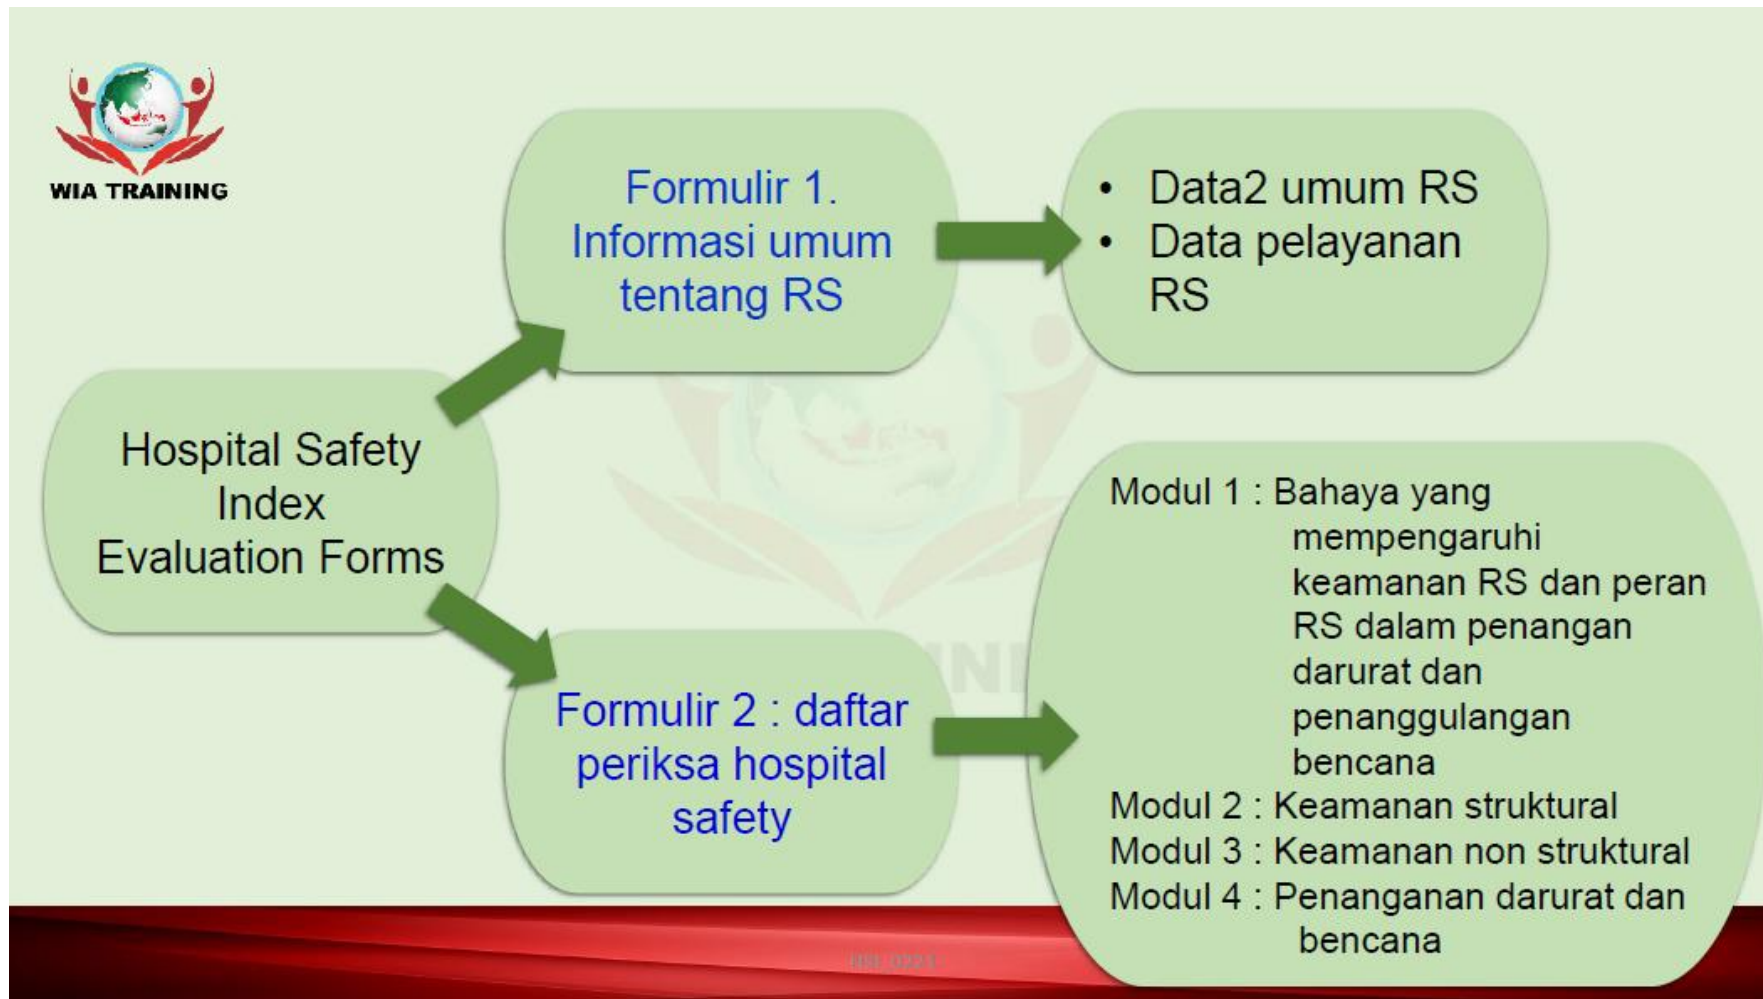 WIA TRAINING
Formulir 1.
Informasi umum
tentang RS
• Data2 umum RS
• Data pelayanan
RS
Hospital Safety
Index
Evaluation Forms
Formulir 2 : daftar
periksa hospital
safety
Modul 1 : Bahaya yang
mempengaruhi
keamanan RS dan peran
RS dalam penangan
darurat dan
penanggulangan
bencana
Modul 2 : Keamanan struktural
Modul 3 : Keamanan non struktural
Modul 4 : Penanganan darurat dan
bencana